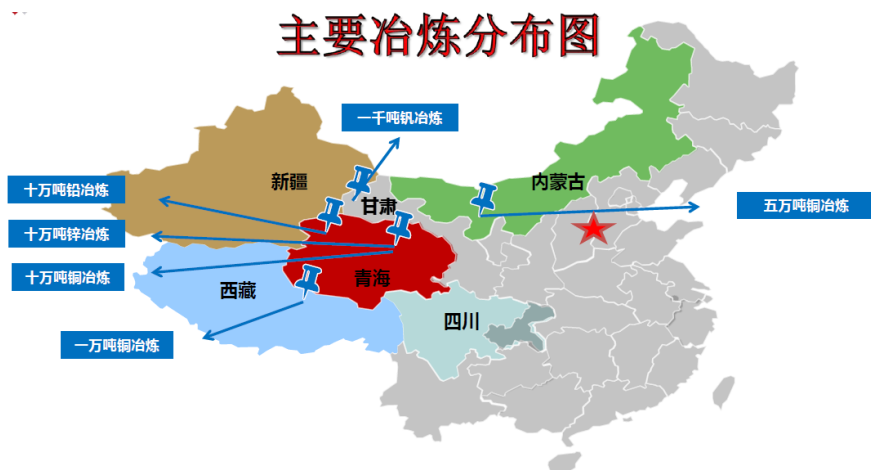 主要冶炼分布图
一千吨钒冶炼
新疆
内蒙古
十万吨铅冶炼
甘肃
五万吨铜冶炼
十万吨锌冶炼
十万吨铜冶炼
青海
西藏
四川
一万吨铜冶炼